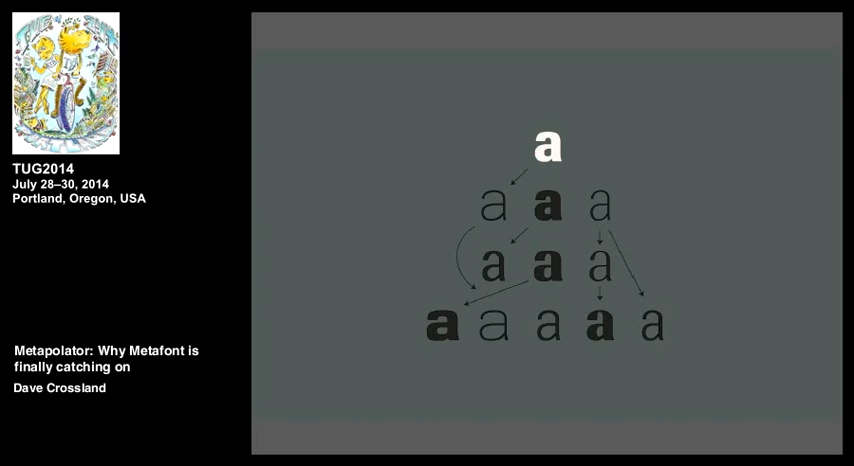 TUG2014
July 28–30, 2014
Portland, Oregon, USA
Metapolator: Why Metafont is
finally catching on
Dave Crossland
a
a a a
a a a
a a a a a